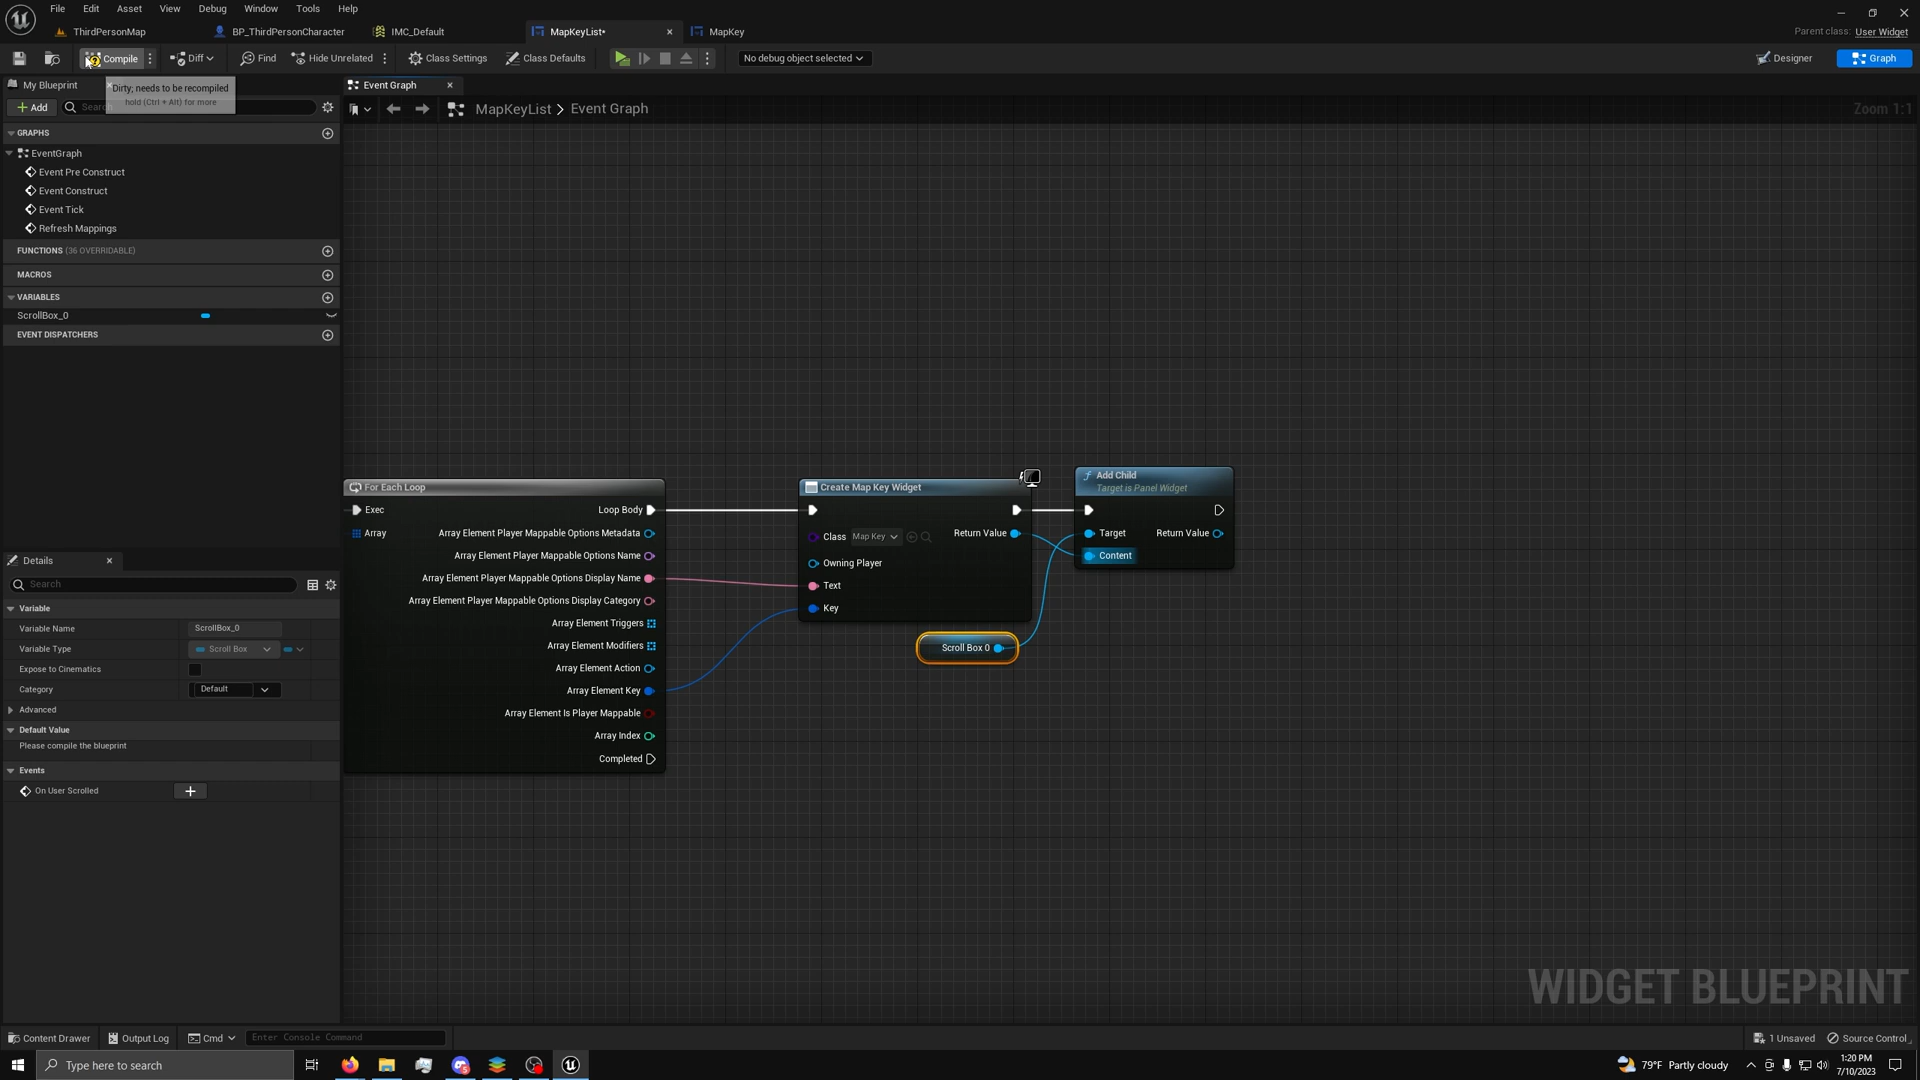 File Edit Asset View Debug Window Tools Help
ThirdPersonMap BP_ThirdPersonCharacter IMC_Default MapKeyList* MapKey
Parent class: User Widget
Compile Diff Find Hide Unrelated Class Settings Class Defaults No debug object selected Designer Graph
My Blueprint
Dirty; needs to be recompiled
hold (Ctrl + Alt) for more
Event Graph
Add Search
MapKeyList > Event Graph
Zoom 1:1
GRAPHS
EventGraph
Event Pre Construct
Event Construct
Event Tick
Refresh Mappings
FUNCTIONS (36 OVERRIDABLE)
MACROS
VARIABLES
ScrollBox_0
EVENT DISPATCHERS
For Each Loop
Exec Loop Body
Array Array Element Player Mappable Options Metadata
Array Element Player Mappable Options Name
Array Element Player Mappable Options Display Name
Array Element Player Mappable Options Display Category
Array Element Triggers
Array Element Modifiers
Array Element Action
Array Element Key
Array Element Is Player Mappable
Array Index
Completed
Create Map Key Widget
Class Map Key Return Value
Owning Player
Text
Key
Scroll Box 0
Add Child
Target is Panel Widget
Target Return Value
Content
Details
Search
Variable
Variable Name ScrollBox_0
Variable Type Scroll Box
Expose to Cinematics
Category Default
Advanced
Default Value
Please compile the blueprint
Events
On User Scrolled
WIDGET BLUEPRINT
Content Drawer Output Log Cmd Enter Console Command 1 Unsaved Source Control
Type here to search
79°F Partly cloudy
1:20 PM
7/10/2023